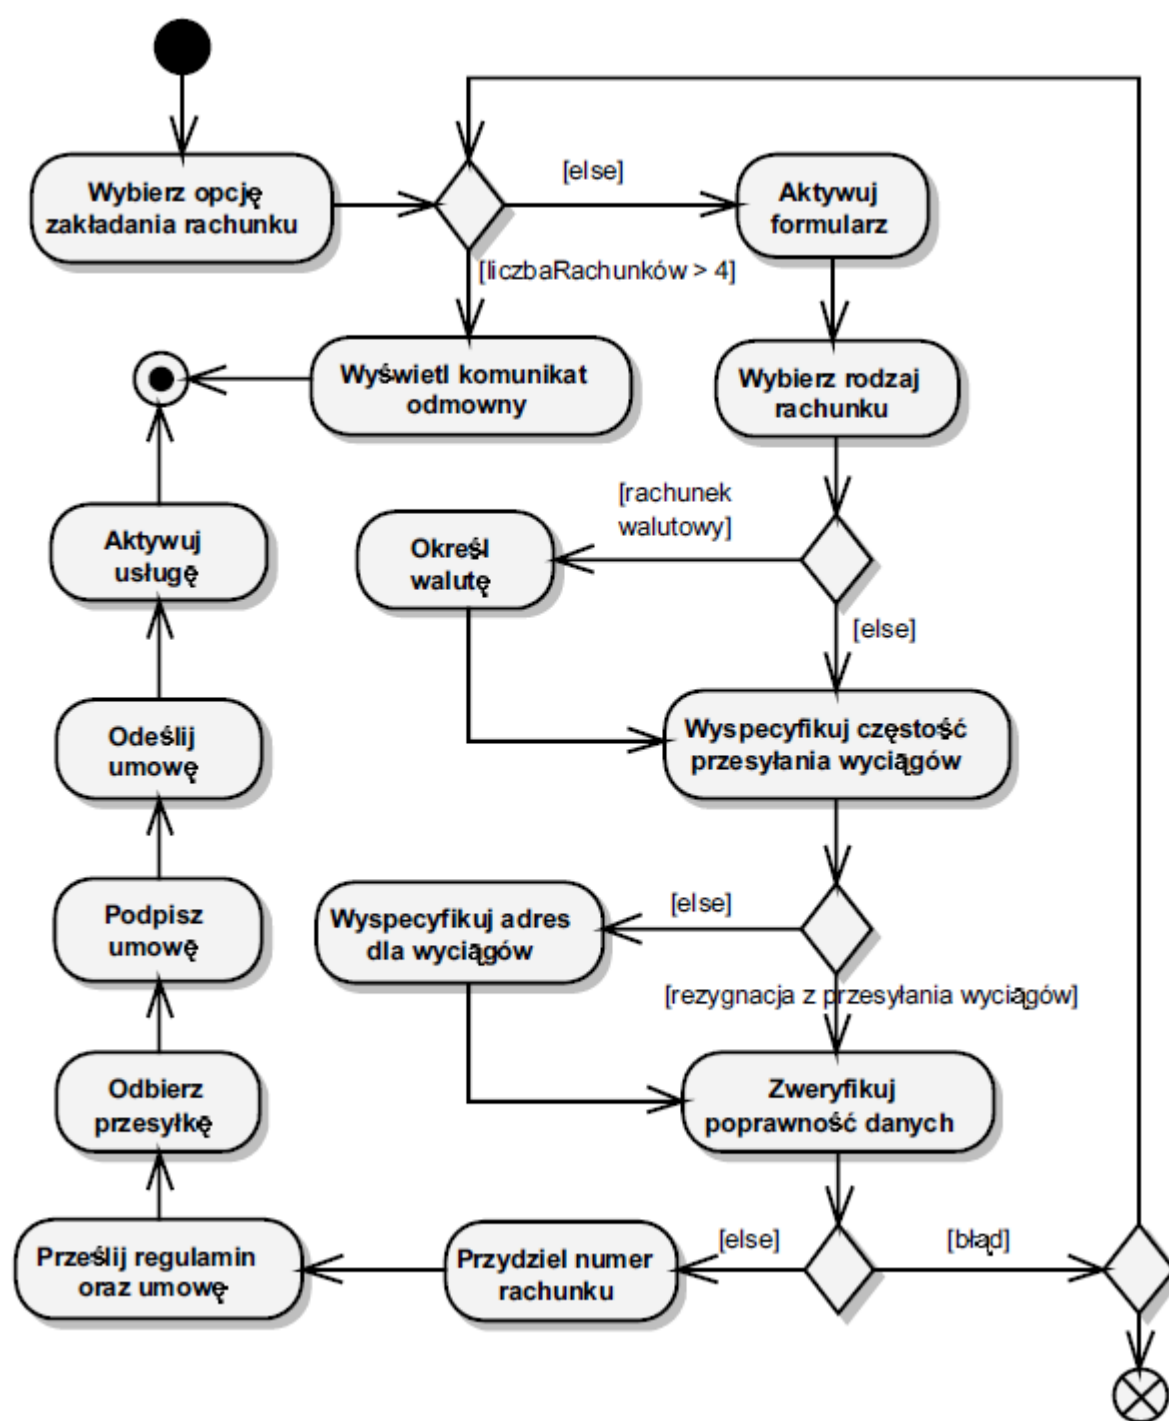 Wybierz opcję
zakładania rachunku
[else]
Aktywuj
formularz
[liczbaRachunków > 4]
Wyświetl komunikat
odmowny
Wybierz rodzaj
rachunku
[rachunek
walutowy]
Określ
walutę
Aktywuj
usługę
[else]
Wyspecyfikuj częstość
przesyłania wyciągów
Odeślij
umowę
[else]
Wyspecyfikuj adres
dla wyciągów
Podpisz
umowę
[rezygnacja z przesyłania wyciągów]
Zweryfikuj
poprawność danych
Odbierz
przesyłkę
[else]
[błąd]
Przydziel numer
rachunku
Prześlij regulamin
oraz umowę